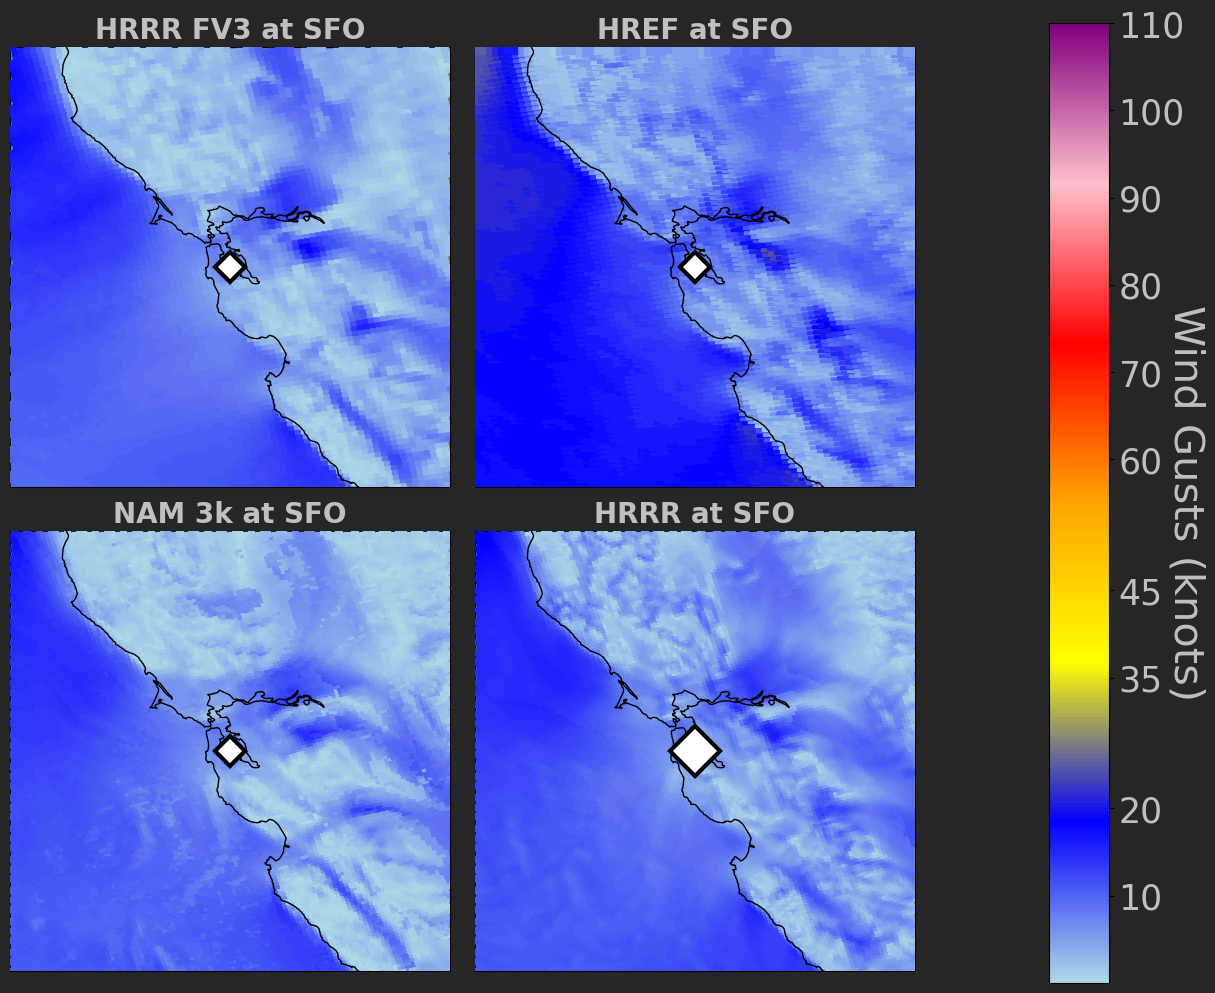 HRRR FV3 at SFO
HREF at SFO
NAM 3k at SFO
HRRR at SFO
110
100
90
80
70
60
45
35
20
10
Wind Gusts (knots)